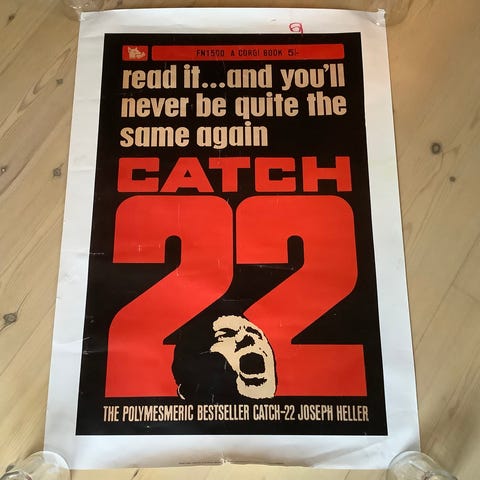 FN1500 A CORGI BOOK 5/-
read it...and you'll
never be quite the
same again
CATCH
22
THE POLYMESMERIC BESTSELLER CATCH-22 JOSEPH HELLER